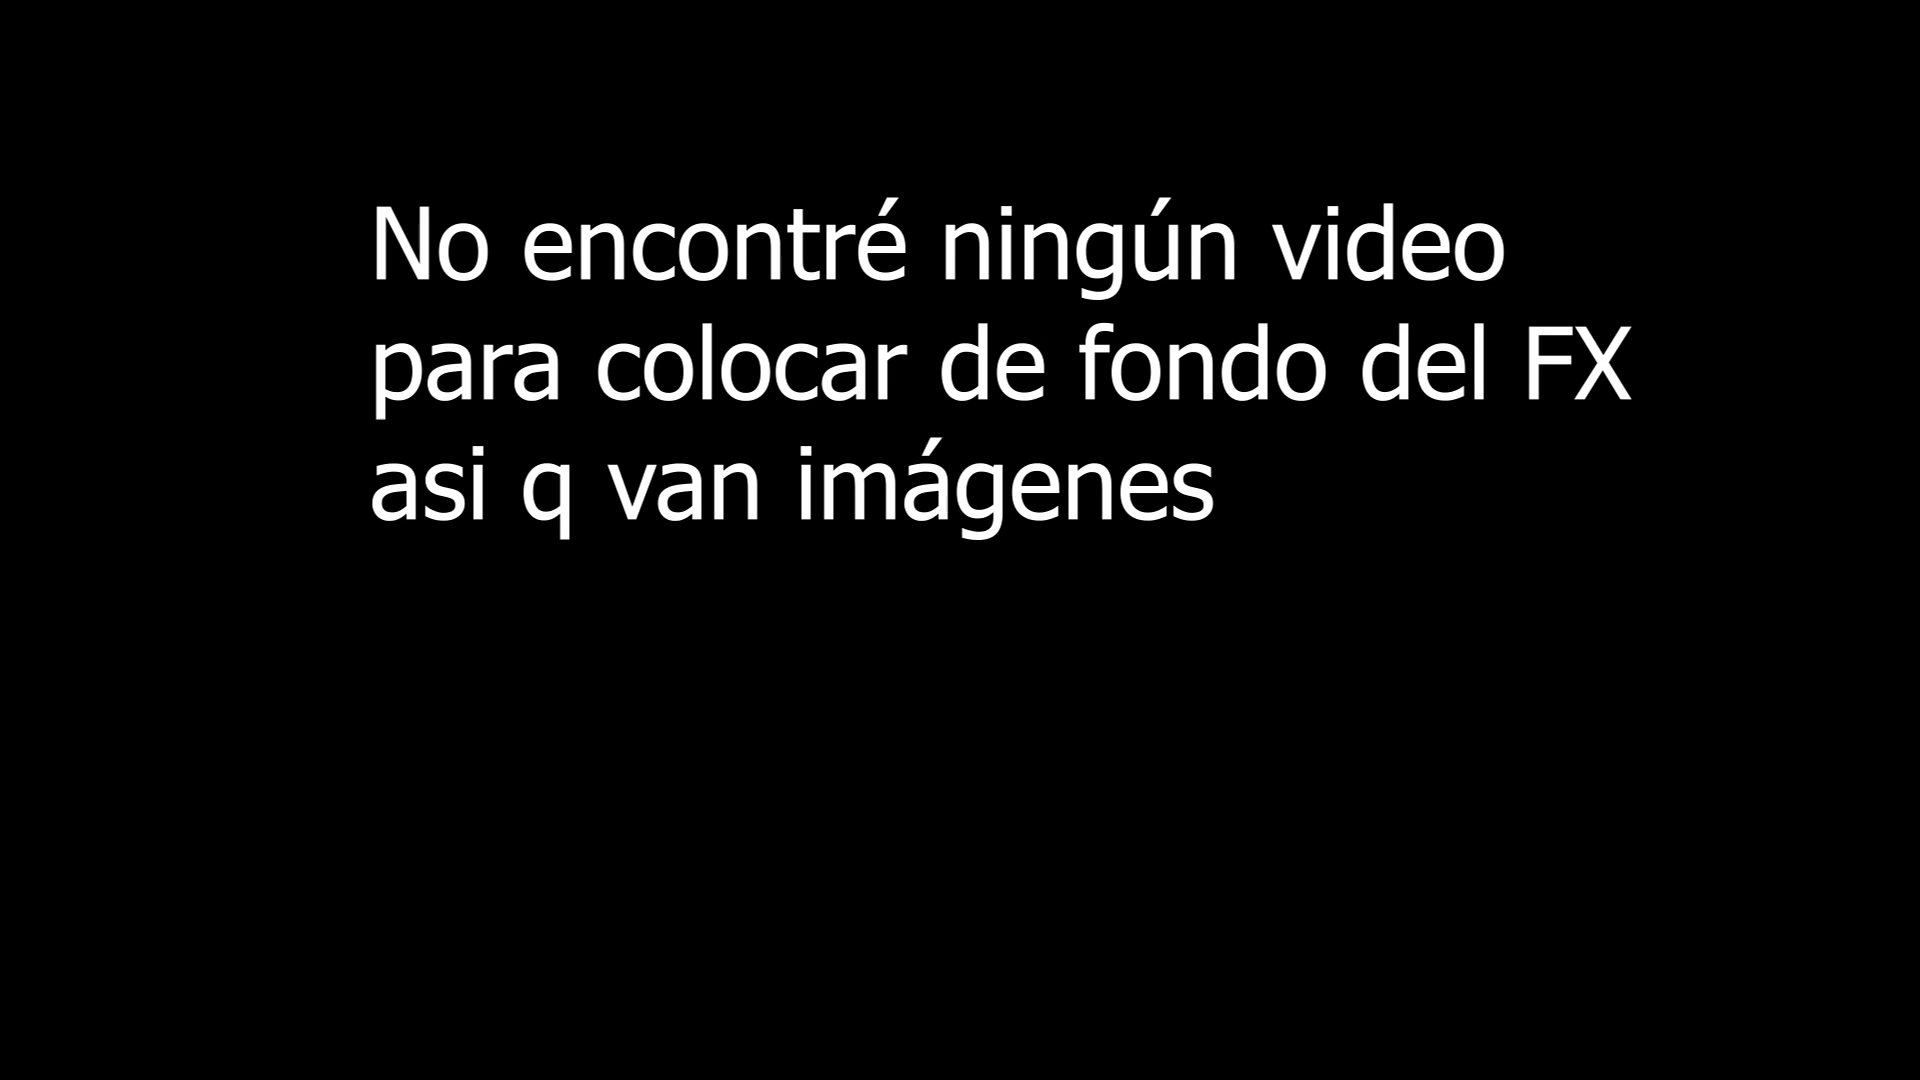 No encontré ningún video
para colocar de fondo del FX
asi q van imágenes